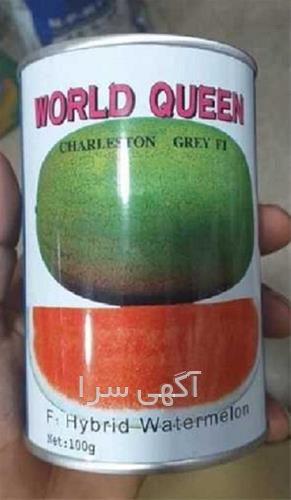 WORLD QUEEN
CHARLESTON GREY F1
آگهی سرا
F1 Hybrid Watermelon
Net:100g